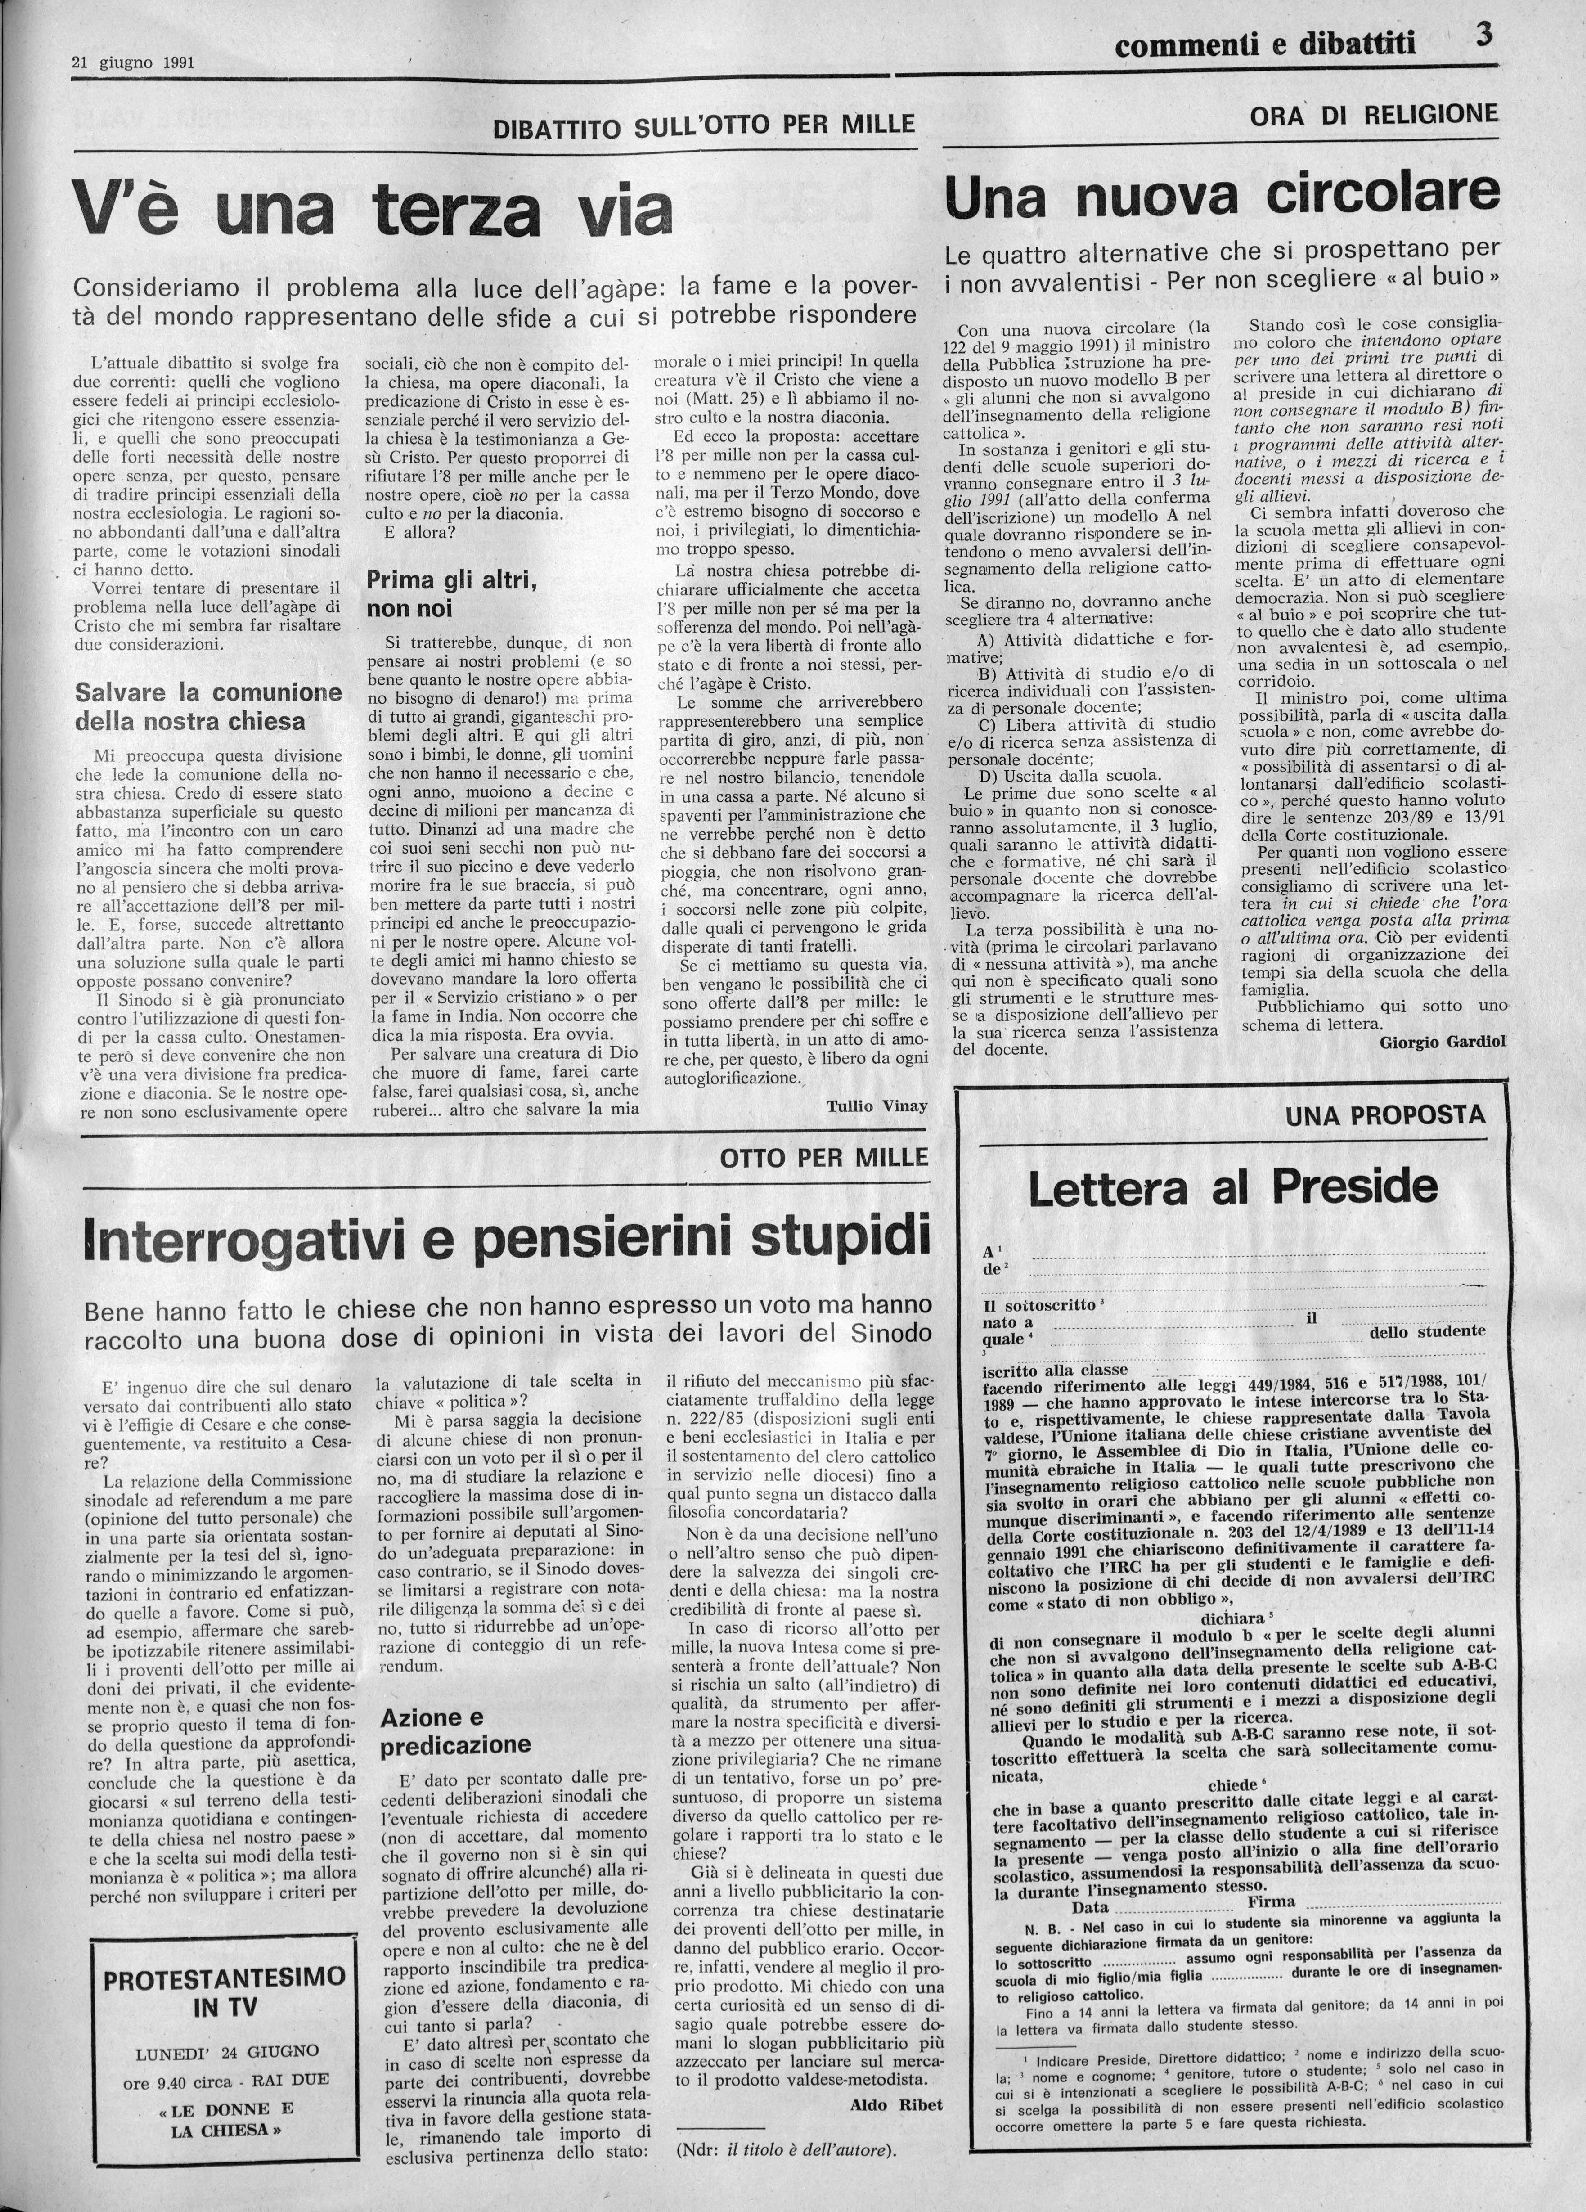 21 giugno 1991
commenti e dibattiti 3
DIBATTITO SULL'OTTO PER MILLE
V'è una terza via
Consideriamo il problema alla luce dell'agàpe: la fame e la pover-
tà del mondo rappresentano delle sfide a cui si potrebbe rispondere
L'attuale dibattito si svolge fra
due correnti: quelli che vogliono
essere fedeli ai principi ecclesiolo-
gici che ritengono essere essenzia-
li, e quelli che sono preoccupati
delle forti necessità delle nostre
opere senza, per questo, pensare
di tradire principi essenziali della
nostra ecclesiologia. Le ragioni so-
no abbondanti dall'una e dall'altra
parte, come le votazioni sinodali
ci hanno detto.
Vorrei tentare di presentare il
problema nella luce dell'agàpe di
Cristo che mi sembra far risaltare
due considerazioni.
Salvare la comunione
della nostra chiesa
Mi preoccupa questa divisione
che lede la comunione della no-
stra chiesa. Credo di essere stato
abbastanza superficiale su questo
fatto, ma l'incontro con un caro
amico mi ha fatto comprendere
l'angoscia sincera che molti prova-
no al pensiero che si debba arriva-
re all'accettazione dell'8 per mil-
le. E, forse, succede altrettanto
dall'altra parte. Non c'è allora
una soluzione sulla quale le parti
opposte possano convenire?
Il Sinodo si è già pronunciato
contro l'utilizzazione di questi fon-
di per la cassa culto. Onestamen-
te però si deve convenire che non
v'è una vera divisione fra predica-
zione e diaconia. Se le nostre ope-
re non sono esclusivamente opere
sociali, ciò che non è compito del-
la chiesa, ma opere diaconali, la
predicazione di Cristo in esse è es-
senziale perché il vero servizio del-
la chiesa è la testimonianza a Ge-
sù Cristo. Per questo proporrei di
rifiutare l'8 per mille anche per le
nostre opere, cioè no per la cassa
culto e no per la diaconia.
E allora?
Prima gli altri,
non noi
Si tratterebbe, dunque, di non
pensare ai nostri problemi (e so
bene quanto le nostre opere abbia-
no bisogno di denaro!) ma prima
di tutto ai grandi, giganteschi pro-
blemi degli altri. E qui gli altri
sono i bimbi, le donne, gli uomini
che non hanno il necessario e che,
ogni anno, muoiono a decine e
decine di milioni per mancanza di
tutto. Dinanzi ad una madre che
coi suoi seni secchi non può nu-
trire il suo piccino e deve vederlo
morire fra le sue braccia, si può
ben mettere da parte tutti i nostri
principi ed anche le preoccupazio-
ni per le nostre opere. Alcune vol-
te degli amici mi hanno chiesto se
dovevano mandare la loro offerta
per il « Servizio cristiano » o per
la fame in India. Non occorre che
dica la mia risposta. Era ovvia.
Per salvare una creatura di Dio
che muore di fame, farei carte
false, farei qualsiasi cosa, sì, anche
ruberei... altro che salvare la mia
morale o i miei principi! In quella
creatura v'è il Cristo che viene a
noi (Matt. 25) e lì abbiamo il no-
stro culto e la nostra diaconia.
Ed ecco la proposta: accettare
l'8 per mille non per la cassa cul-
to e nemmeno per le opere diaco-
nali, ma per il Terzo Mondo, dove
c'è estremo bisogno di soccorso e
noi, i privilegiati, lo dimentichia-
mo troppo spesso.
La nostra chiesa potrebbe di-
chiarare ufficialmente che accetta
l'8 per mille non per sé ma per la
sofferenza del mondo. Poi nell'agà-
pe c'è la vera libertà di fronte allo
stato e di fronte a noi stessi, per-
ché l'agàpe è Cristo.
Le somme che arriverebbero
rappresenterebbero una semplice
partita di giro, anzi, di più, non
occorrerebbe neppure farle passa-
re nel nostro bilancio, tenendole
in una cassa a parte. Né alcuno si
spaventi per l'amministrazione che
ne verrebbe perché non è detto
che si debbano fare dei soccorsi a
pioggia, che non risolvono gran-
ché, ma concentrare, ogni anno,
i soccorsi nelle zone più colpite,
dalle quali ci pervengono le grida
disperate di tanti fratelli.
Se ci mettiamo su questa via,
ben vengano le possibilità che ci
sono offerte dall'8 per mille: le
possiamo prendere per chi soffre e
in tutta libertà, in un atto di amo-
re che, per questo, è libero da ogni
autoglorificazione.
Tullio Vinay
ORA DI RELIGIONE
Una nuova circolare
Le quattro alternative che si prospettano per
i non avvalentisi - Per non scegliere « al buio »
Con una nuova circolare (la
122 del 9 maggio 1991) il ministro
della Pubblica Istruzione ha pre-
disposto un nuovo modello B per
« gli alunni che non si avvalgono
dell'insegnamento della religione
cattolica ».
In sostanza i genitori e gli stu-
denti delle scuole superiori do-
vranno consegnare entro il 3 lu-
glio 1991 (all'atto della conferma
dell'iscrizione) un modello A nel
quale dovranno rispondere se in-
tendono o meno avvalersi dell'in-
segnamento della religione catto-
lica.
Se diranno no, dovranno anche
scegliere tra 4 alternative:
A) Attività didattiche e for-
mative;
B) Attività di studio e/o di
ricerca individuali con l'assisten-
za di personale docente;
C) Libera attività di studio
e/o di ricerca senza assistenza di
personale docente;
D) Uscita dalla scuola.
Le prime due sono scelte « al
buio » in quanto non si conosce-
ranno assolutamente, il 3 luglio,
quali saranno le attività didatti-
che e formative, né chi sarà il
personale docente che dovrebbe
accompagnare la ricerca dell'al-
lievo.
La terza possibilità è una no-
vità (prima le circolari parlavano
di « nessuna attività »), ma anche
qui non è specificato quali sono
gli strumenti e le strutture mes-
se a disposizione dell'allievo per
la sua ricerca senza l'assistenza
del docente.
Stando così le cose consiglia-
mo coloro che intendono optare
per uno dei primi tre punti di
scrivere una lettera al direttore o
al preside in cui dichiarano di
non consegnare il modulo B) fin-
tanto che non saranno resi noti
i programmi delle attività alter-
native, o i mezzi di ricerca e i
docenti messi a disposizione de-
gli allievi.
Ci sembra infatti doveroso che
la scuola metta gli allievi in con-
dizioni di scegliere consapevol-
mente prima di effettuare ogni
scelta. E' un atto di elementare
democrazia. Non si può scegliere
« al buio » e poi scoprire che tut-
to quello che è dato allo studente
non avvalentesi è, ad esempio,
una sedia in un sottoscala o nel
corridoio.
Il ministro poi, come ultima
possibilità, parla di « uscita dalla
scuola » e non, come avrebbe do-
vuto dire più correttamente, di
« possibilità di assentarsi o di al-
lontanarsi dall'edificio scolasti-
co », perché questo hanno voluto
dire le sentenze 203/89 e 13/91
della Corte costituzionale.
Per quanti non vogliono essere
presenti nell'edificio scolastico
consigliamo di scrivere una let-
tera in cui si chiede che l'ora
cattolica venga posta alla prima
o all'ultima ora. Ciò per evidenti
ragioni di organizzazione dei
tempi sia della scuola che della
famiglia.
Pubblichiamo qui sotto uno
schema di lettera.
Giorgio Gardiol
OTTO PER MILLE
Interrogativi e pensierini stupidi
Bene hanno fatto le chiese che non hanno espresso un voto ma hanno
raccolto una buona dose di opinioni in vista dei lavori del Sinodo
E' ingenuo dire che sul denaro
versato dai contribuenti allo stato
vi è l'effigie di Cesare e che conse-
guentemente, va restituito a Cesa-
re?
La relazione della Commissione
sinodale ad referendum a me pare
(opinione del tutto personale) che
in una parte sia orientata sostan-
zialmente per la tesi del sì, igno-
rando o minimizzando le argomen-
tazioni in contrario ed enfatizzan-
do quelle a favore. Come si può,
ad esempio, affermare che sareb-
be ipotizzabile ritenere assimilabi-
li i proventi dell'otto per mille ai
doni dei privati, il che evidente-
mente non è, e quasi che non fos-
se proprio questo il tema di fon-
do della questione da approfondi-
re? In altra parte, più asettica,
conclude che la questione è da
giocarsi « sul terreno della testi-
monianza quotidiana e contingen-
te della chiesa nel nostro paese »
e che la scelta sui modi della testi-
monianza è « politica »; ma allora
perché non sviluppare i criteri per
la valutazione di tale scelta in
chiave « politica »?
Mi è parsa saggia la decisione
di alcune chiese di non pronun-
ciarsi con un voto per il sì o per il
no, ma di studiare la relazione e
raccogliere la massima dose di in-
formazioni possibile sull'argomen-
to per fornire ai deputati al Sino-
do un'adeguata preparazione: in
caso contrario, se il Sinodo doves-
se limitarsi a registrare con nota-
rile diligenza la somma dei sì e dei
no, tutto si ridurrebbe ad un'ope-
razione di conteggio di un refe-
rendum.
Azione e
predicazione
E' dato per scontato dalle pre-
cedenti deliberazioni sinodali che
l'eventuale richiesta di accedere
(non di accettare, dal momento
che il governo non si è sin qui
sognato di offrire alcunché) alla ri-
partizione dell'otto per mille, do-
vrebbe prevedere la devoluzione
del provento esclusivamente alle
opere e non al culto: che ne è del
rapporto inscindibile tra predica-
zione ed azione, fondamento e ra-
gion d'essere della diaconia, di
cui tanto si parla?
E' dato altresì per scontato che
in caso di scelte non espresse da
parte dei contribuenti, dovrebbe
esservi la rinuncia alla quota rela-
tiva in favore della gestione stata-
le, rimanendo tale importo di
esclusiva pertinenza dello stato:
il rifiuto del meccanismo più sfac-
ciatamente truffaldino della legge
n. 222/85 (disposizioni sugli enti
e beni ecclesiastici in Italia e per
il sostentamento del clero cattolico
in servizio nelle diocesi) fino a
qual punto segna un distacco dalla
filosofia concordataria?
Non è da una decisione nell'uno
o nell'altro senso che può dipen-
dere la salvezza dei singoli cre-
denti e della chiesa: ma la nostra
credibilità di fronte al paese sì.
In caso di ricorso all'otto per
mille, la nuova Intesa come si pre-
senterà a fronte dell'attuale? Non
si rischia un salto (all'indietro) di
qualità, da strumento per affer-
mare la nostra specificità e diversi-
tà a mezzo per ottenere una situa-
zione privilegiaria? Che ne rimane
di un tentativo, forse un po' pre-
suntuoso, di proporre un sistema
diverso da quello cattolico per re-
golare i rapporti tra lo stato e le
chiese?
Già si è delineata in questi due
anni a livello pubblicitario la con-
correnza tra chiese destinatarie
dei proventi dell'otto per mille, in
danno del pubblico erario. Occor-
re, infatti, vendere al meglio il pro-
prio prodotto. Mi chiedo con una
certa curiosità ed un senso di di-
sagio quale potrebbe essere do-
mani lo slogan pubblicitario più
azzeccato per lanciare sul merca-
to il prodotto valdese-metodista.
Aldo Ribet
(Ndr: il titolo è dell'autore).
PROTESTANTESIMO
IN TV
LUNEDI' 24 GIUGNO
ore 9.40 circa - RAI DUE
« LE DONNE E
LA CHIESA »
UNA PROPOSTA
Lettera al Preside
A ¹
de ²
Il sottoscritto ³
nato a il
quale ⁴ dello studente
³
iscritto alla classe
facendo riferimento alle leggi 449/1984, 516 e 517/1988, 101/
1989 — che hanno approvato le intese intercorse tra lo Sta-
to e, rispettivamente, le chiese rappresentate dalla Tavola
valdese, l'Unione italiana delle chiese cristiane avventiste del
7° giorno, le Assemblee di Dio in Italia, l'Unione delle co-
munità ebraiche in Italia — le quali tutte prescrivono che
l'insegnamento religioso cattolico nelle scuole pubbliche non
sia svolto in orari che abbiano per gli alunni « effetti co-
munque discriminanti », e facendo riferimento alle sentenze
della Corte costituzionale n. 203 del 12/4/1989 e 13 dell'11-14
gennaio 1991 che chiariscono definitivamente il carattere fa-
coltativo che l'IRC ha per gli studenti e le famiglie e defi-
niscono la posizione di chi decide di non avvalersi dell'IRC
come « stato di non obbligo »,
dichiara ⁵
di non consegnare il modulo b « per le scelte degli alunni
che non si avvalgono dell'insegnamento della religione cat-
tolica » in quanto alla data della presente le scelte sub A-B-C
non sono definite nei loro contenuti didattici ed educativi,
né sono definiti gli strumenti e i mezzi a disposizione degli
allievi per lo studio e per la ricerca.
Quando le modalità sub A-B-C saranno rese note, il sot-
toscritto effettuerà la scelta che sarà sollecitamente comu-
nicata,
chiede ⁶
che in base a quanto prescritto dalle citate leggi e al carat-
tere facoltativo dell'insegnamento religioso cattolico, tale in-
segnamento — per la classe dello studente a cui si riferisce
la presente — venga posto all'inizio o alla fine dell'orario
scolastico, assumendosi la responsabilità dell'assenza da scuo-
la durante l'insegnamento stesso.
Data Firma
N. B. - Nel caso in cui lo studente sia minorenne va aggiunta la
seguente dichiarazione firmata da un genitore:
Io sottoscritto ................. assumo ogni responsabilità per l'assenza da
scuola di mio figlio/mia figlia ................. durante le ore di insegnamen-
to religioso cattolico.
Fino a 14 anni la lettera va firmata dal genitore; da 14 anni in poi
la lettera va firmata dallo studente stesso.
¹ Indicare Preside, Direttore didattico; ² nome e indirizzo della scuo-
la; ³ nome e cognome; ⁴ genitore, tutore o studente; ⁵ solo nel caso in
cui si è intenzionati a scegliere le possibilità A-B-C; ⁶ nel caso in cui
si scelga la possibilità di non essere presenti nell'edificio scolastico
occorre omettere la parte 5 e fare questa richiesta.